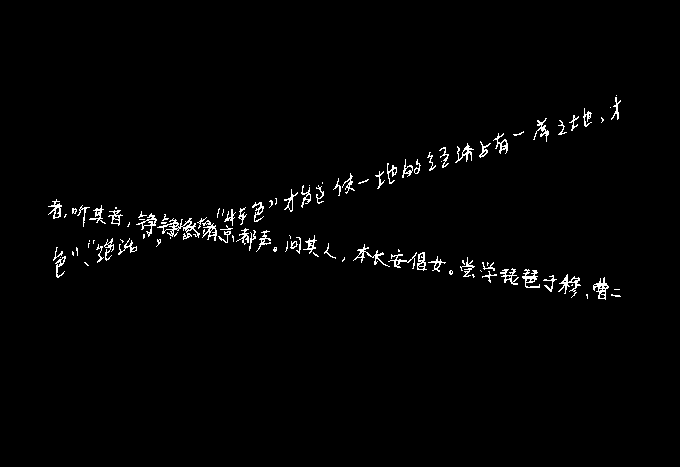 者，听其音，铮铮然有京都声。问其人，本长安倡女。尝学琵琶于穆，曹二
色”、“绝活”。“特色”才能使一地的经济占有一席之地，才